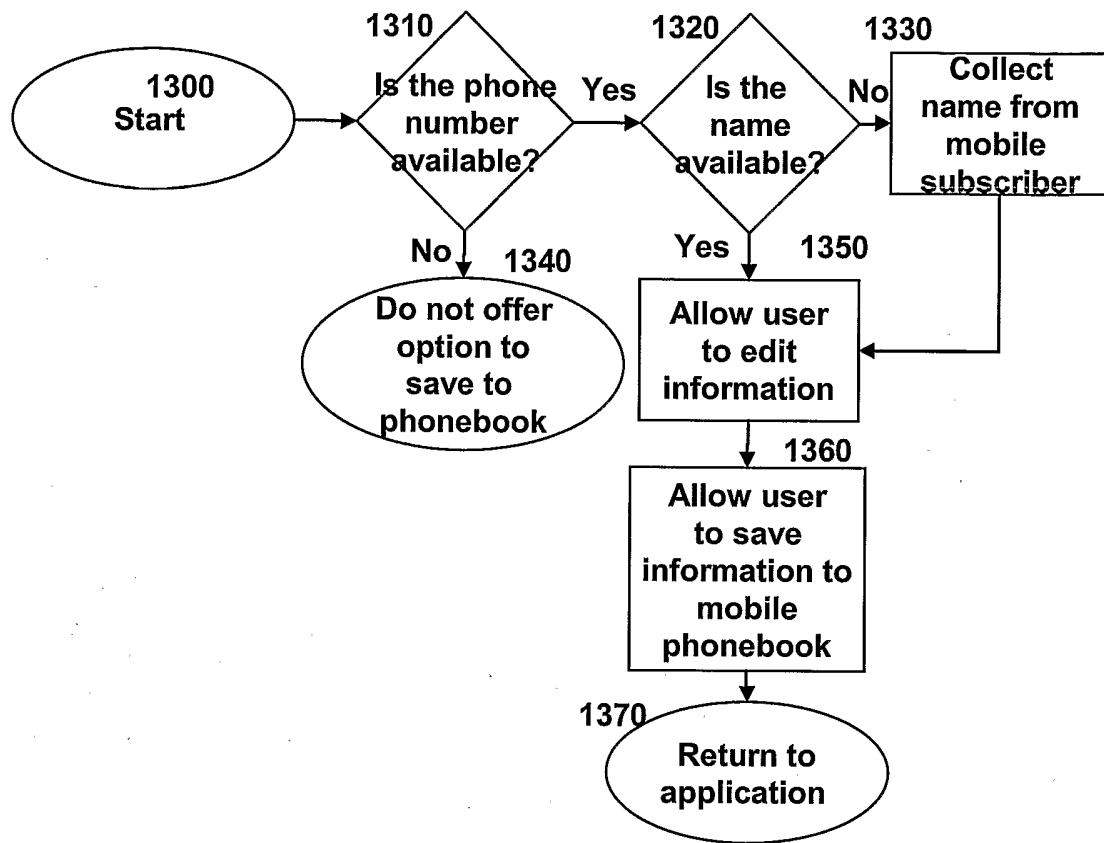 1300
Start
1310
Is the phone
number
available?
Yes
1320
Is the
name
available?
No
1330
Collect
name from
mobile
subscriber
No
1340
Do not offer
option to
save to
phonebook
Yes
1350
Allow user
to edit
information
1360
Allow user
to save
information to
mobile
phonebook
1370
Return to
application